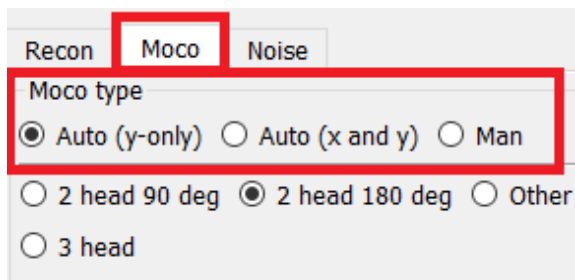 Recon Moco Noise
Moco type
Auto (y-only) Auto (x and y) Man
2 head 90 deg 2 head 180 deg Other
3 head